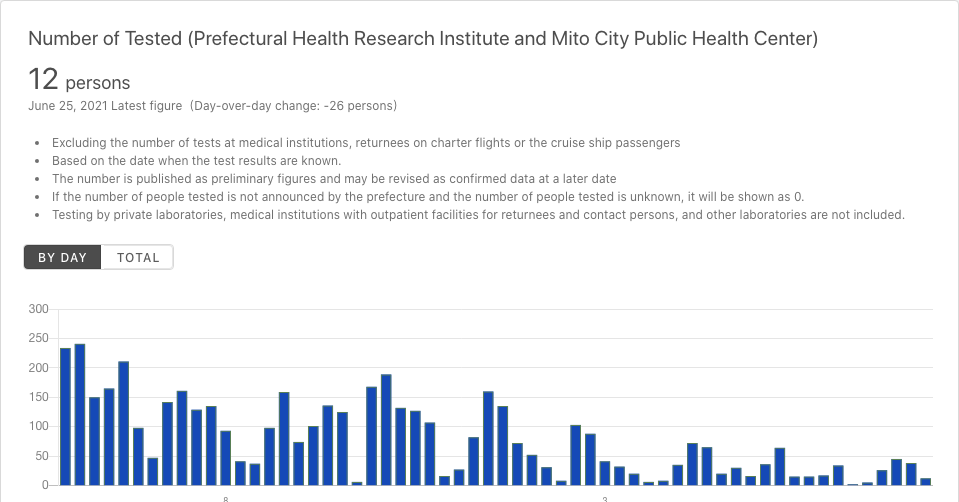 Number of Tested (Prefectural Health Research Institute and Mito City Public Health Center)
12 persons
June 25, 2021 Latest figure (Day-over-day change: -26 persons)
• Excluding the number of tests at medical institutions, returnees on charter flights or the cruise ship passengers
• Based on the date when the test results are known.
• The number is published as preliminary figures and may be revised as confirmed data at a later date
• If the number of people tested is not announced by the prefecture and the number of people tested is unknown, it will be shown as 0.
• Testing by private laboratories, medical institutions with outpatient facilities for returnees and contact persons, and other laboratories are not included.
BY DAY TOTAL
300
250
200
150
100
50
0